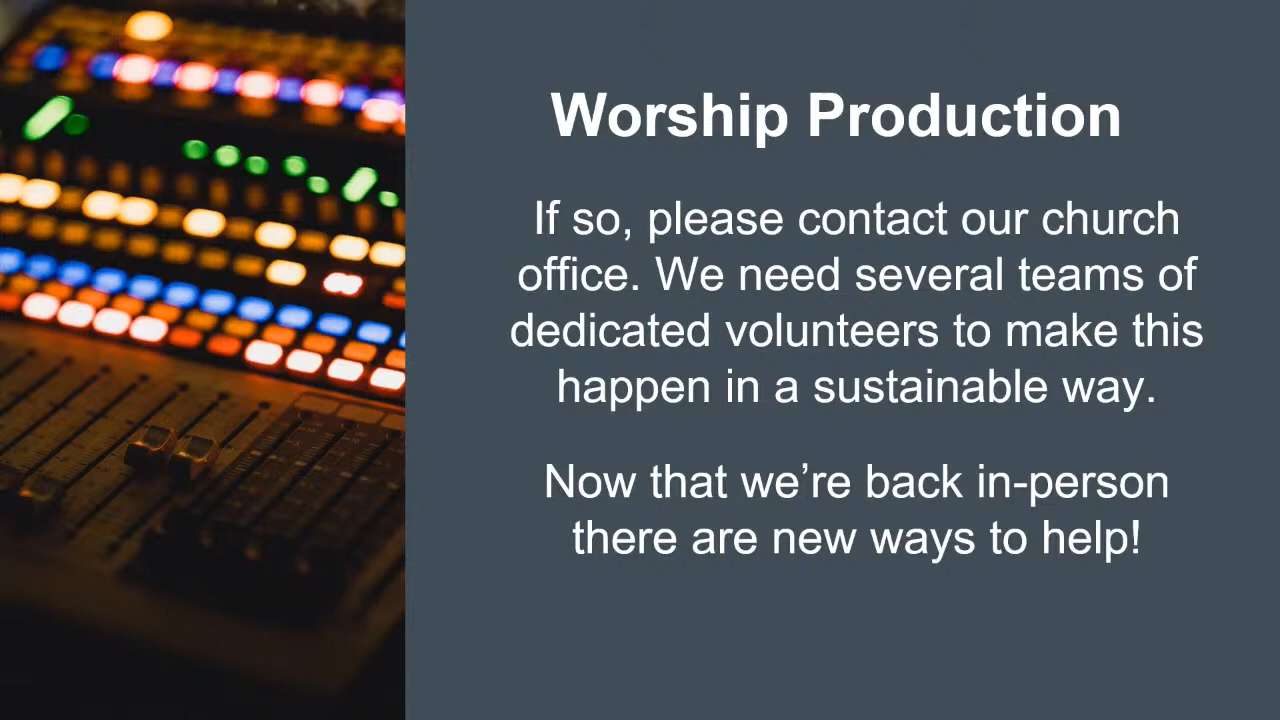 Worship Production
If so, please contact our church
office. We need several teams of
dedicated volunteers to make this
happen in a sustainable way.
Now that we’re back in-person
there are new ways to help!